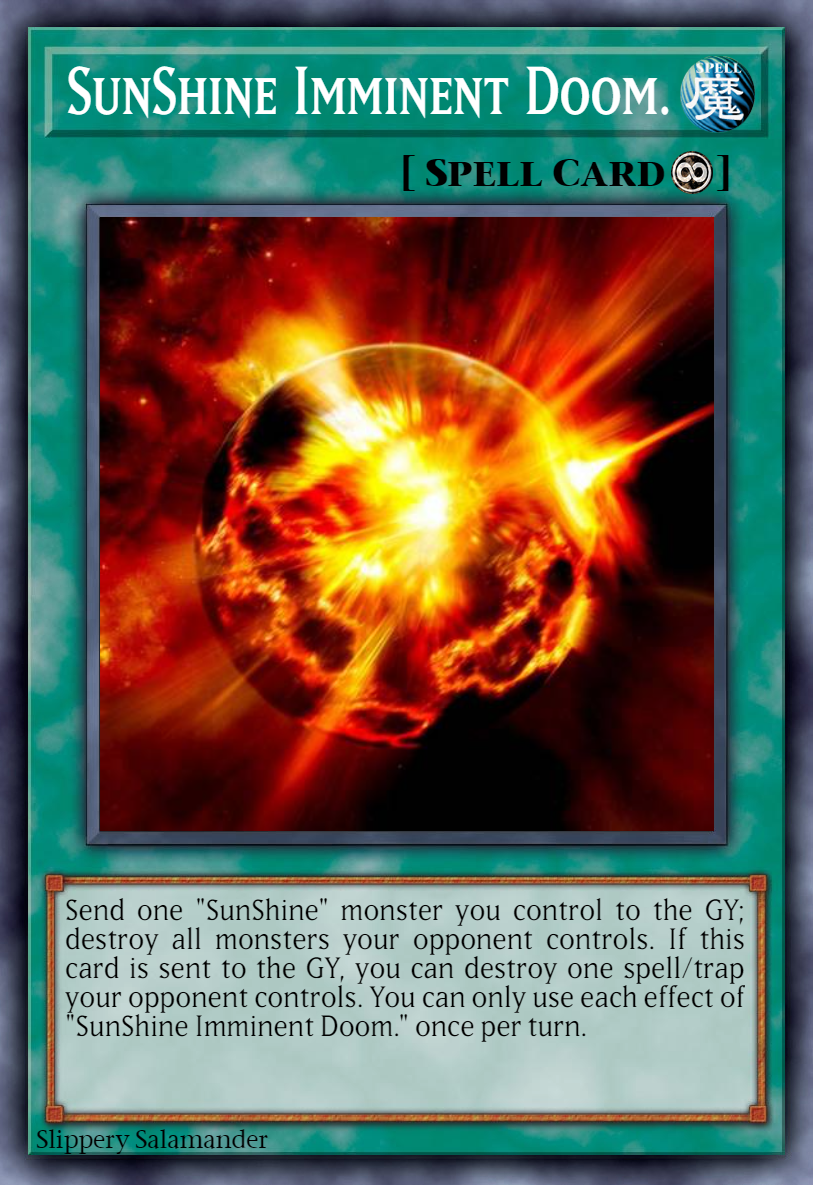 SunShine Imminent Doom.
SPELL
魔
[ Spell Card ]
Send one "SunShine" monster you control to the GY;
destroy all monsters your opponent controls. If this
card is sent to the GY, you can destroy one spell/trap
your opponent controls. You can only use each effect of
"SunShine Imminent Doom." once per turn.
Slippery Salamander